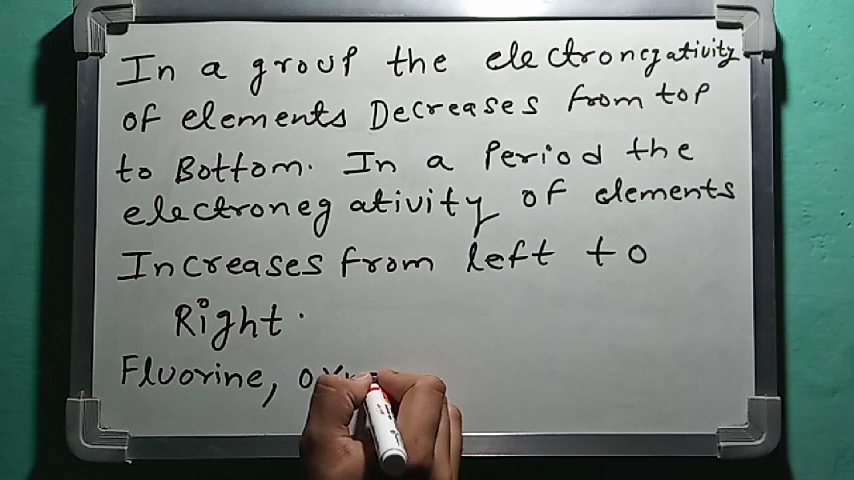 In a group the electrongativity
of elements Decreases from top
to Bottom. In a Period the
electronegativity of elements
Increases from left to
Right.
Fluorine,